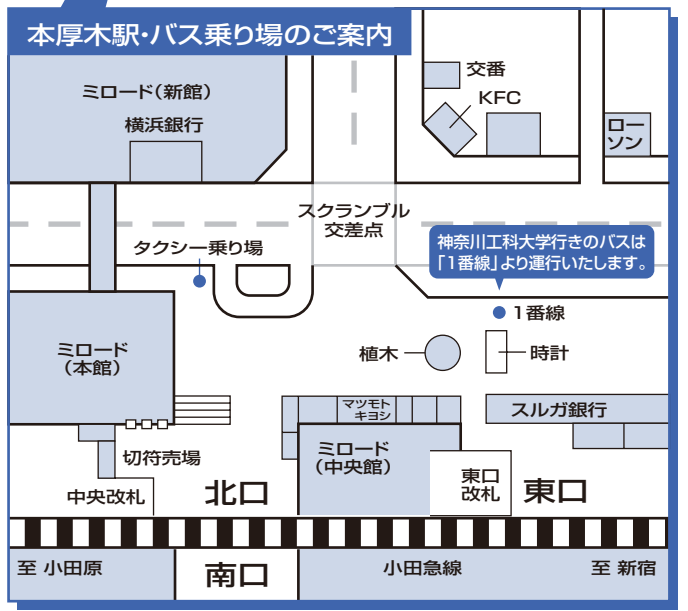 本厚木駅・バス乗り場のご案内
ミロード(新館)
横浜銀行
交番
KFC
ロー
ソン
スクランブル
交差点
タクシー乗り場
神奈川工科大学行きのバスは
「1番線」より運行いたします。
1番線
ミロード
(本館)
植木
時計
マツモト
キヨシ
スルガ銀行
ミロード
(中央館)
切符売場
東口
改札
中央改札
北口
東口
至 小田原
南口
小田急線
至 新宿